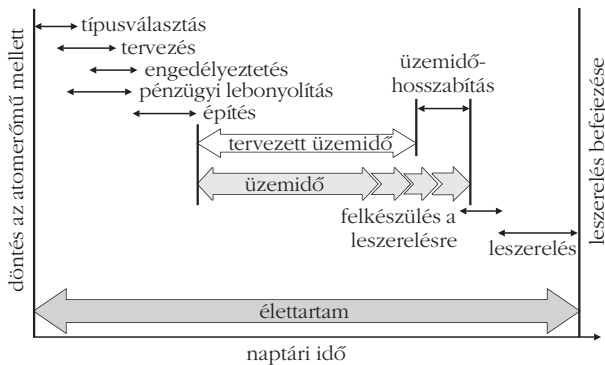 döntés az atomerőmű mellett
típusválasztás
tervezés
engedélyeztetés
pénzügyi lebonyolítás
építés
üzemidő-
hosszabítás
tervezett üzemidő
üzemidő
felkészülés a
leszerelésre
leszerelés
élettartam
naptári idő
leszerelés befejezése